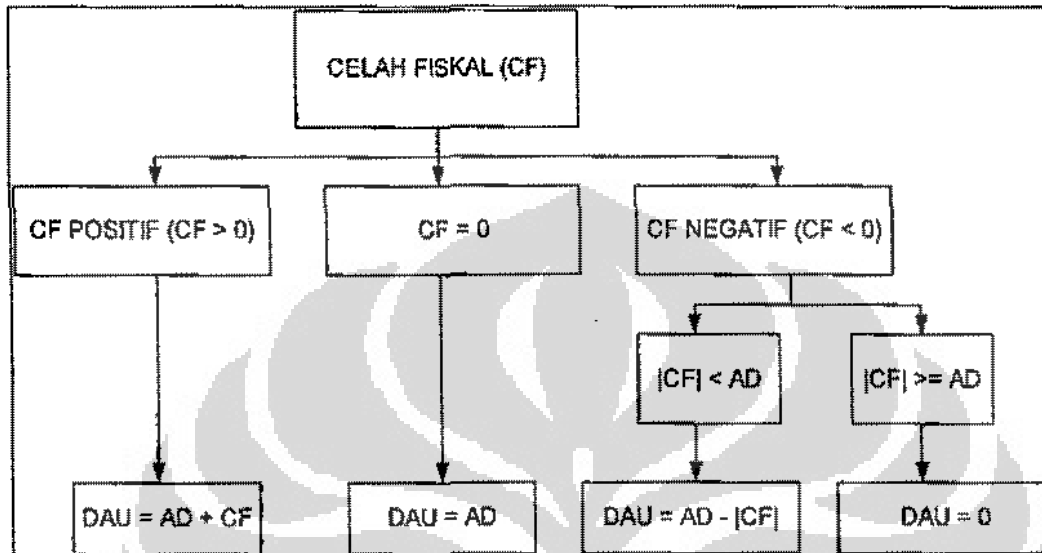 CELAH FISKAL (CF)
CF POSITIF (CF > 0)
CF = 0
CF NEGATIF (CF < 0)
|CF| < AD
|CF| >= AD
DAU = AD + CF
DAU = AD
DAU = AD - |CF|
DAU = 0